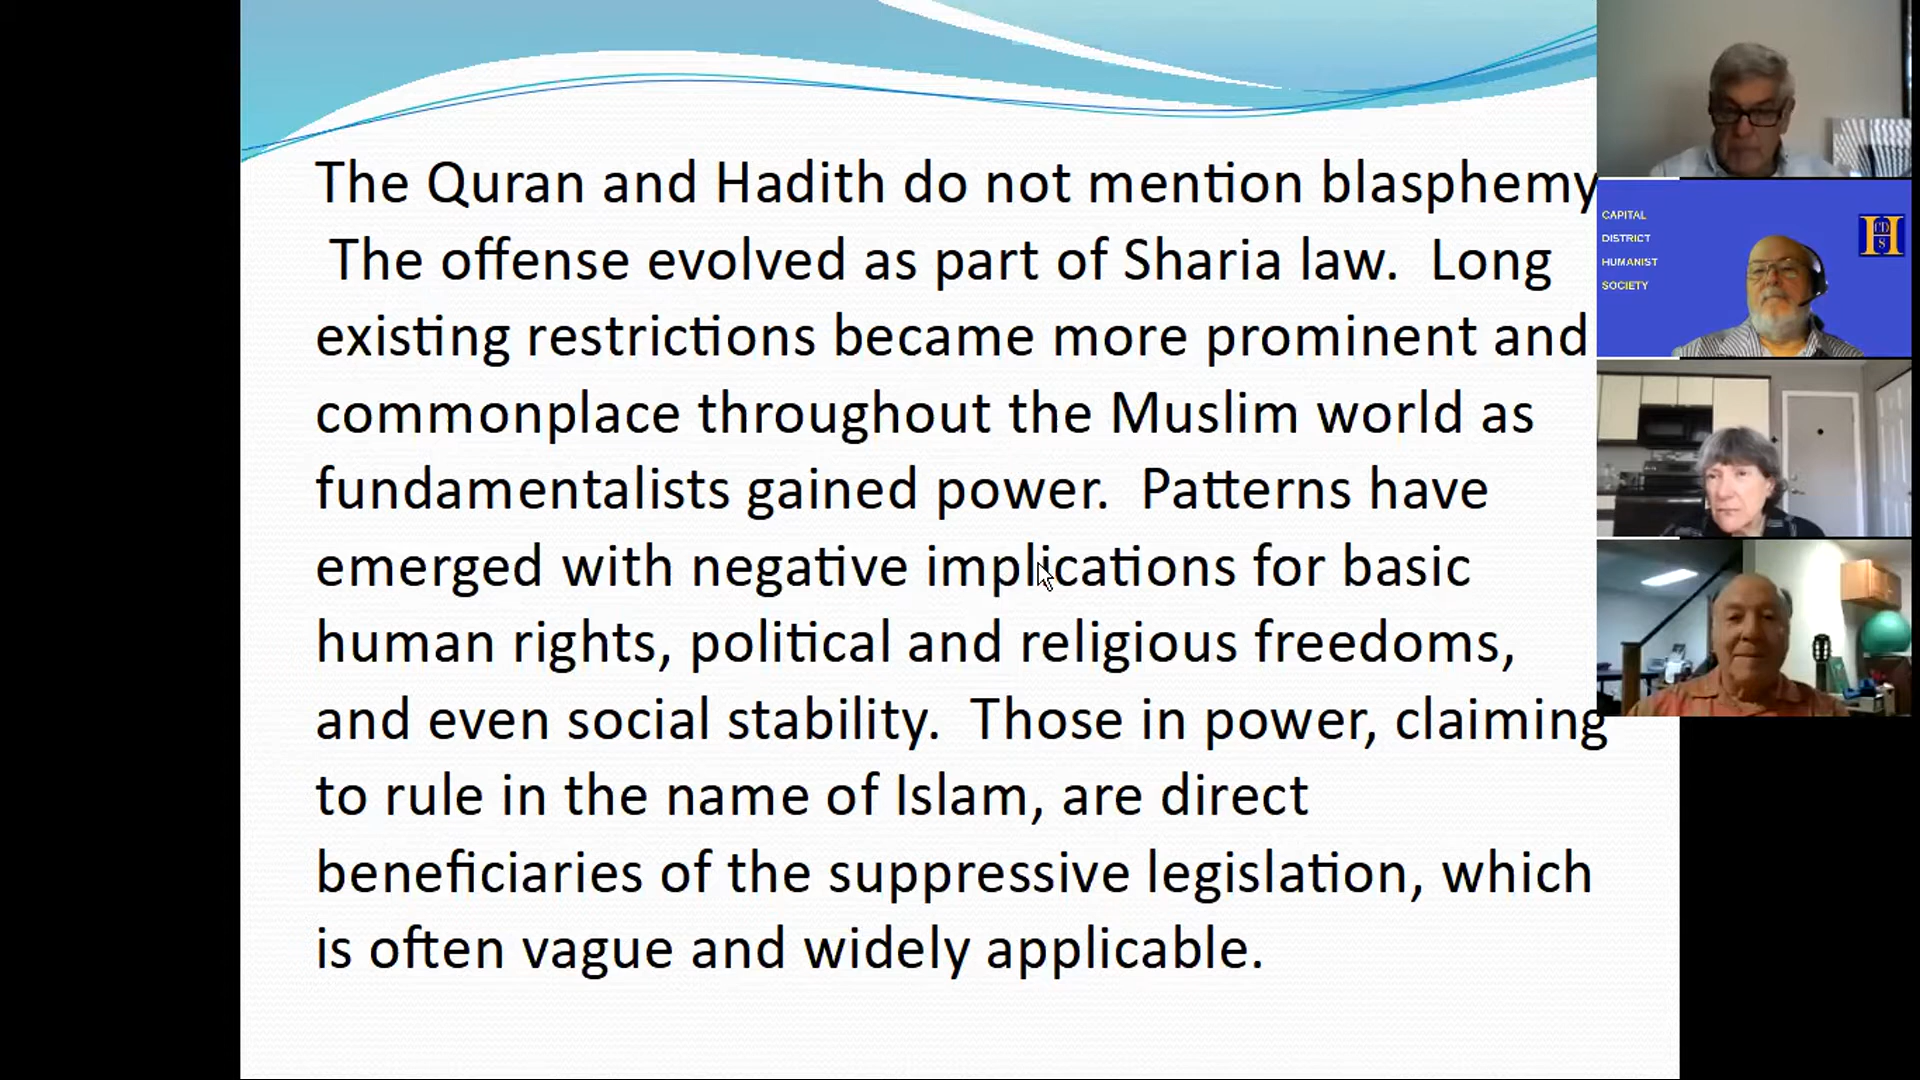 The Quran and Hadith do not mention blasphemy
The offense evolved as part of Sharia law.  Long
existing restrictions became more prominent and
commonplace throughout the Muslim world as
fundamentalists gained power.  Patterns have
emerged with negative implications for basic
human rights, political and religious freedoms,
and even social stability.  Those in power, claiming
to rule in the name of Islam, are direct
beneficiaries of the suppressive legislation, which
is often vague and widely applicable.
CAPITAL
DISTRICT
HUMANIST
SOCIETY
H
CD
S